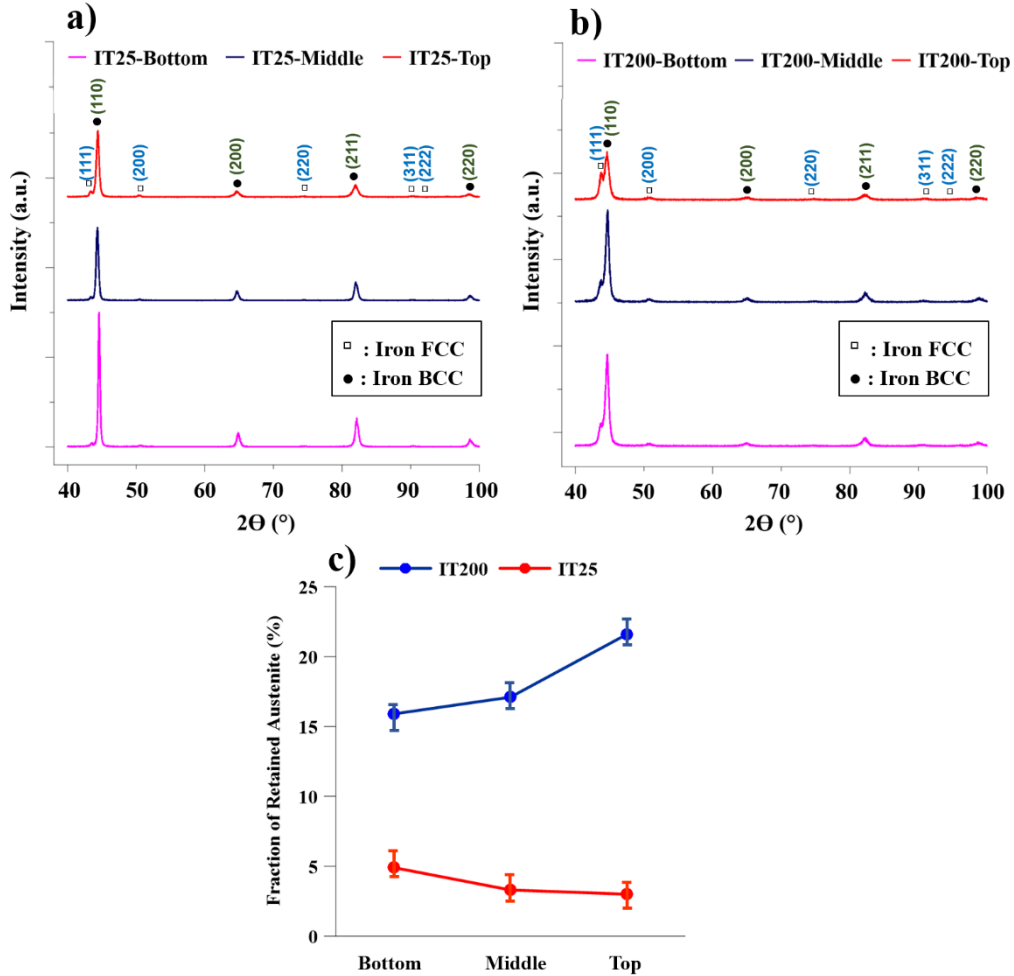 a)
IT25-Bottom IT25-Middle IT25-Top
(111) (110) (200) (200) (220) (211) (311) (222) (220)
Intensity (a.u.)
□ : Iron FCC
● : Iron BCC
40 50 60 70 80 90 100
2Ө (°)
b)
IT200-Bottom IT200-Middle IT200-Top
(111) (110) (200) (200) (220) (211) (311) (222) (220)
Intensity (a.u.)
□ : Iron FCC
● : Iron BCC
40 50 60 70 80 90 100
2Ө (°)
c)
IT200 IT25
Fraction of Retained Austenite (%)
25
20
15
10
5
0
Bottom Middle Top